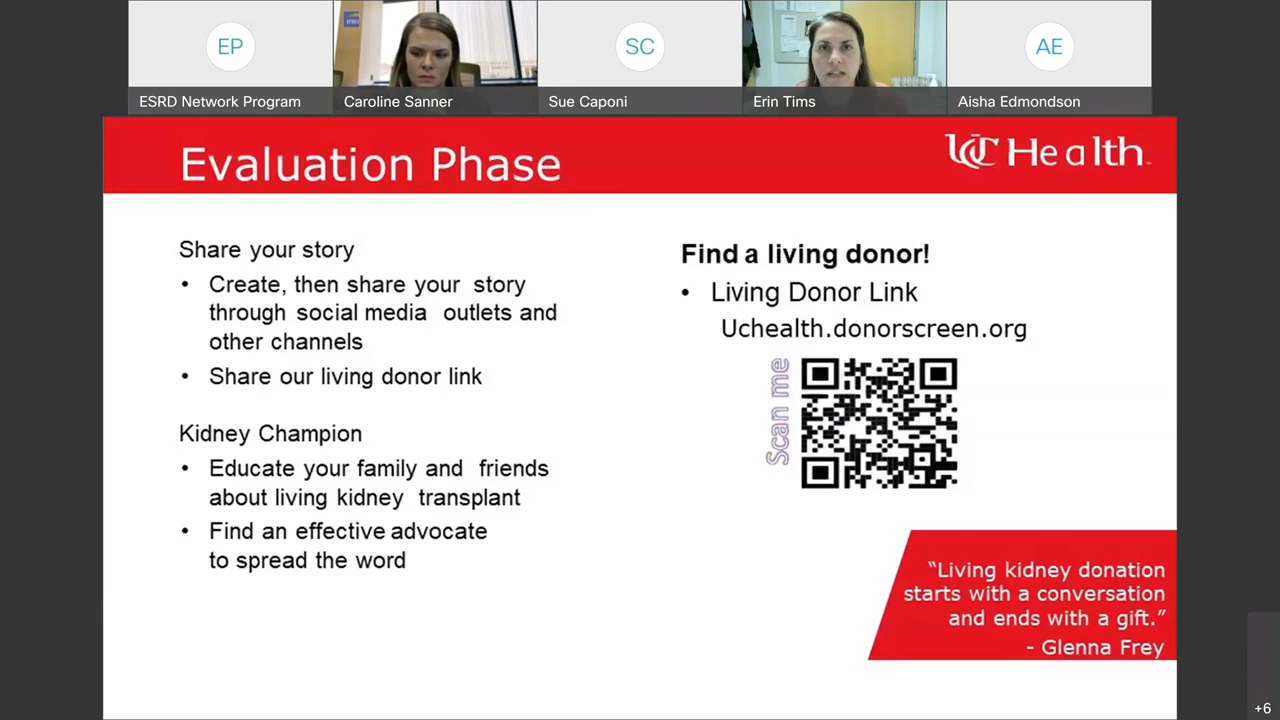 EP
SC
AE
ESRD Network Program
Caroline Sanner
Sue Caponi
Erin Tims
Aisha Edmondson
Evaluation Phase
UC Health
Share your story
• Create, then share your story
through social media outlets and
other channels
• Share our living donor link
Kidney Champion
• Educate your family and friends
about living kidney transplant
• Find an effective advocate
to spread the word
Find a living donor!
• Living Donor Link
Uchealth.donorscreen.org
Scan me
“Living kidney donation
starts with a conversation
and ends with a gift.”
- Glenna Frey
+6